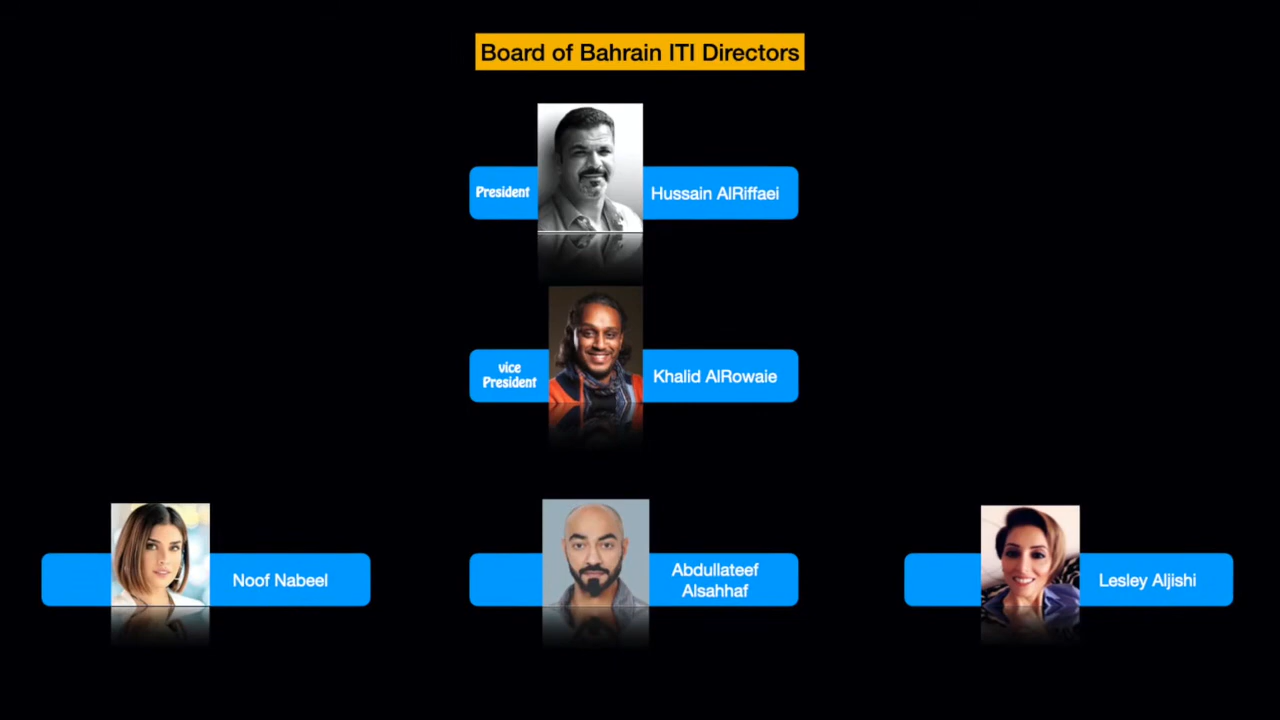 Board of Bahrain ITI Directors
President
Hussain AlRiffaei
vice
President
Khalid AlRowaie
Noof Nabeel
Abdullateef
Alsahhaf
Lesley Aljishi